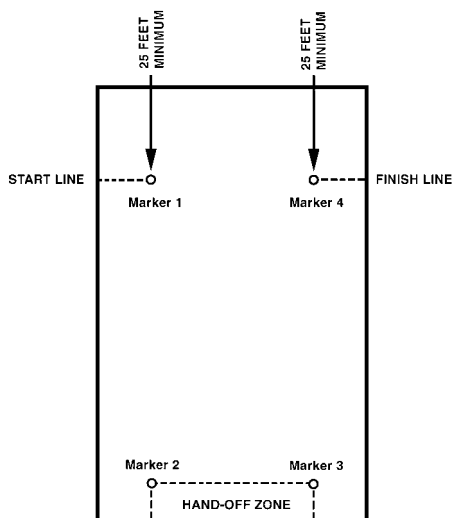 25 FEET
MINIMUM
25 FEET
MINIMUM
START LINE
FINISH LINE
Marker 1
Marker 4
Marker 2
Marker 3
HAND-OFF ZONE